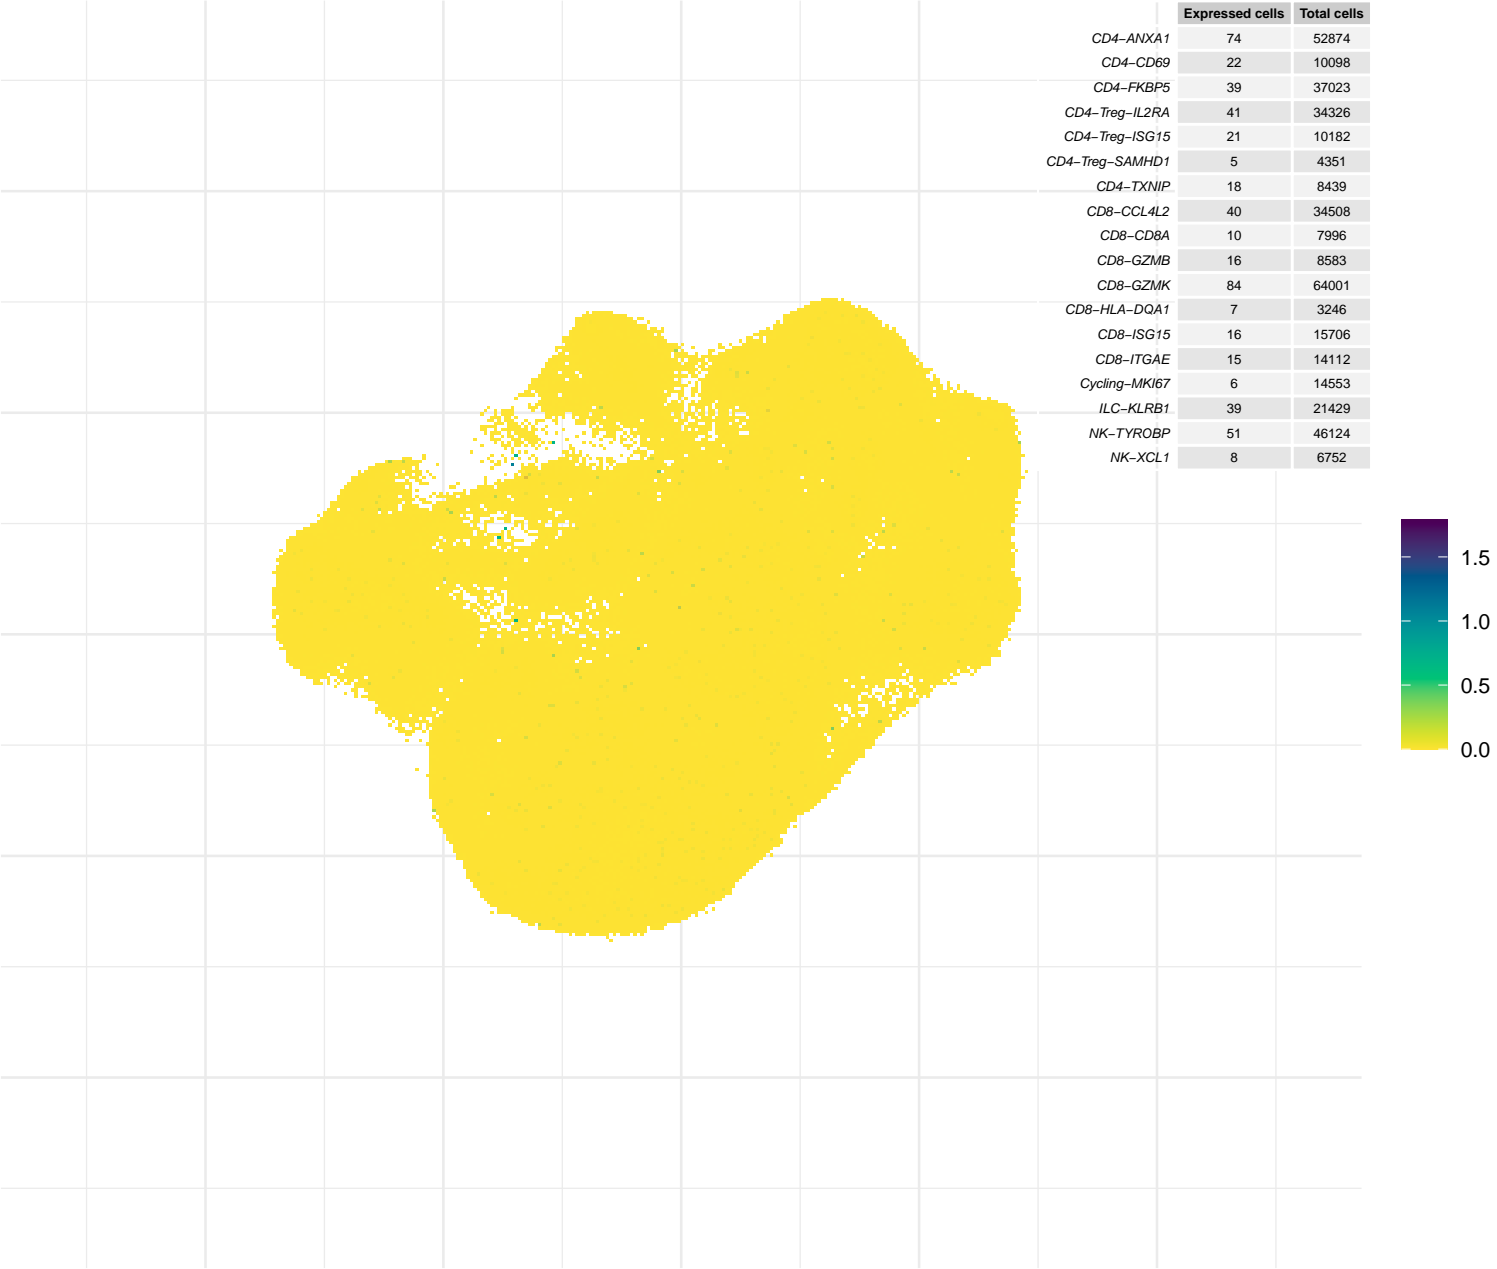 Expressed cells Total cells
CD4−ANXA1 74 52874
CD4−CD69 22 10098
CD4−FKBP5 39 37023
CD4−Treg−IL2RA 41 34326
CD4−Treg−ISG15 21 10182
CD4−Treg−SAMHD1 5 4351
CD4−TXNIP 18 8439
CD8−CCL4L2 40 34508
CD8−CD8A 10 7996
CD8−GZMB 16 8583
CD8−GZMK 84 64001
CD8−HLA−DQA1 7 3246
CD8−ISG15 16 15706
CD8−ITGAE 15 14112
Cycling−MKI67 6 14553
ILC−KLRB1 39 21429
NK−TYROBP 51 46124
NK−XCL1 8 6752
1.5
1.0
0.5
0.0